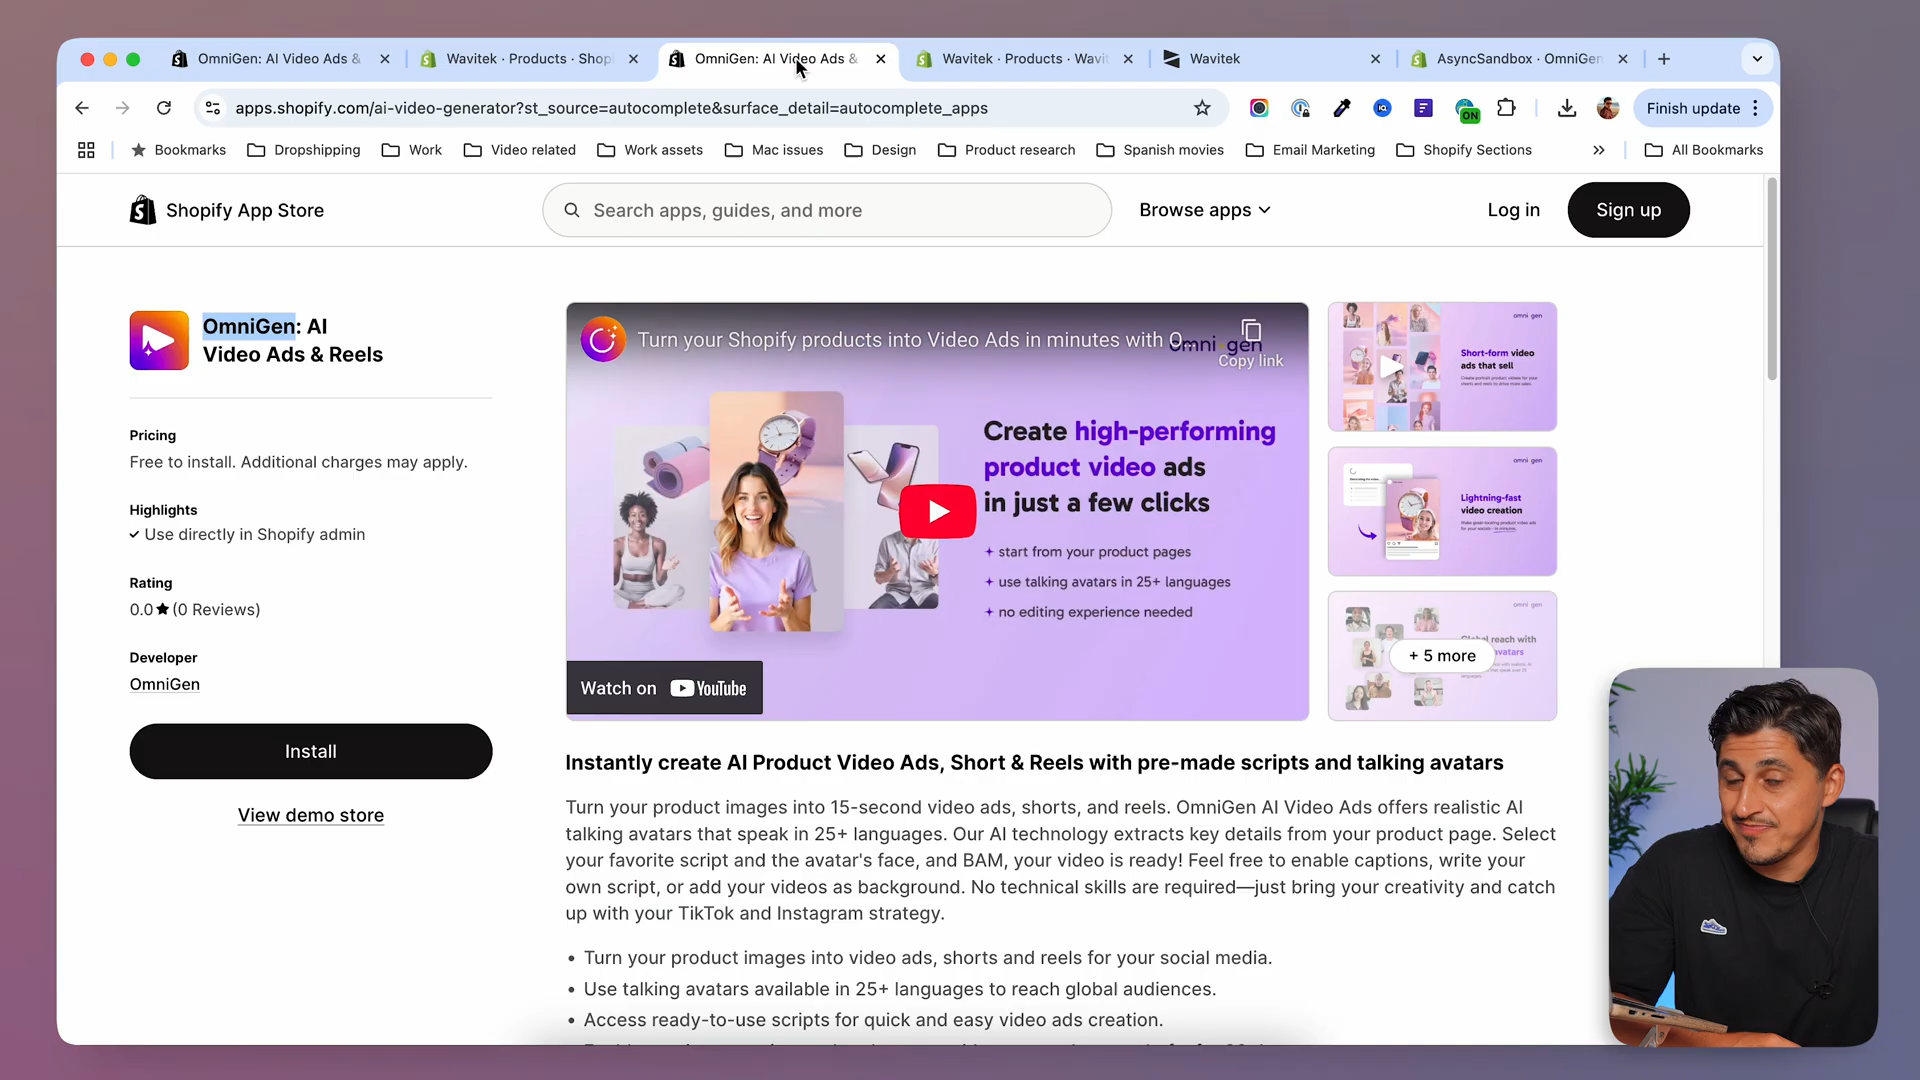 OmniGen: AI Video Ads &
Wavitek · Products · Shop
OmniGen: AI Video Ads &
Wavitek · Products · Wavit
Wavitek
AsyncSandbox · OmniGen
apps.shopify.com/ai-video-generator?st_source=autocomplete&surface_detail=autocomplete_apps
ON
Finish update
Bookmarks
Dropshipping
Work
Video related
Work assets
Mac issues
Design
Product research
Spanish movies
Email Marketing
Shopify Sections
All Bookmarks
Shopify App Store
Search apps, guides, and more
Browse apps
Log in
Sign up
OmniGen: AI
Video Ads & Reels
Pricing
Free to install. Additional charges may apply.
Highlights
Use directly in Shopify admin
Rating
0.0★(0 Reviews)
Developer
OmniGen
Install
View demo store
Turn your Shopify products into Video Ads in minutes with O...
Copy link
Create high-performing
product video ads
in just a few clicks
start from your product pages
use talking avatars in 25+ languages
no editing experience needed
Watch on YouTube
Short-form video
ads that sell
Lightning-fast
video creation
+ 5 more
Instantly create AI Product Video Ads, Short & Reels with pre-made scripts and talking avatars
Turn your product images into 15-second video ads, shorts, and reels. OmniGen AI Video Ads offers realistic AI
talking avatars that speak in 25+ languages. Our AI technology extracts key details from your product page. Select
your favorite script and the avatar's face, and BAM, your video is ready! Feel free to enable captions, write your
own script, or add your videos as background. No technical skills are required—just bring your creativity and catch
up with your TikTok and Instagram strategy.
• Turn your product images into video ads, shorts and reels for your social media.
• Use talking avatars available in 25+ languages to reach global audiences.
• Access ready-to-use scripts for quick and easy video ads creation.